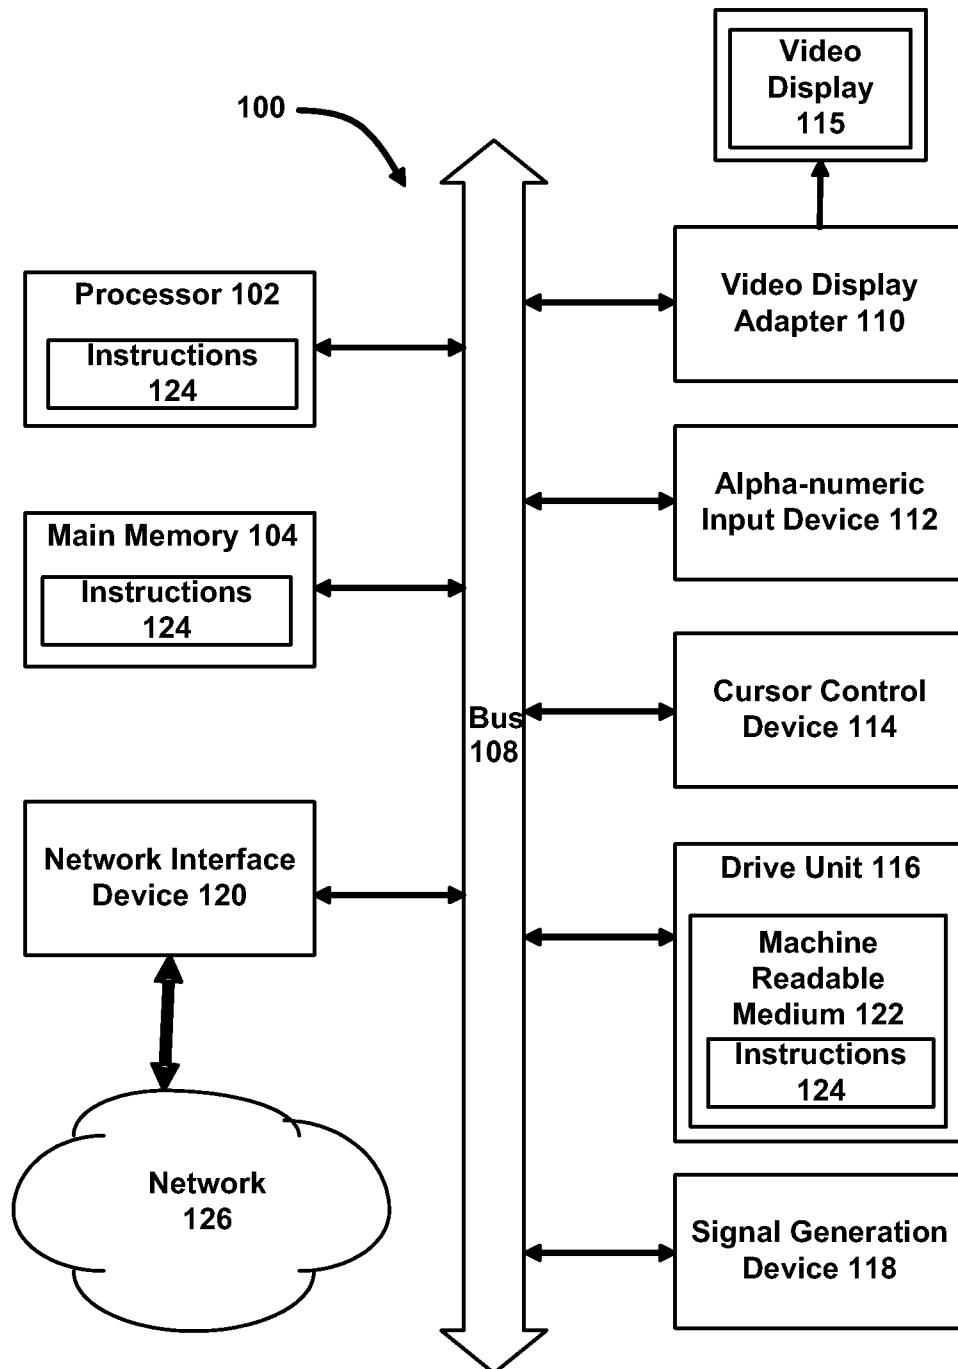 100
Video
Display
115
Processor 102
Instructions
124
Video Display
Adapter 110
Main Memory 104
Instructions
124
Alpha-numeric
Input Device 112
Bus
108
Cursor Control
Device 114
Network Interface
Device 120
Drive Unit 116
Machine
Readable
Medium 122
Instructions
124
Network
126
Signal Generation
Device 118